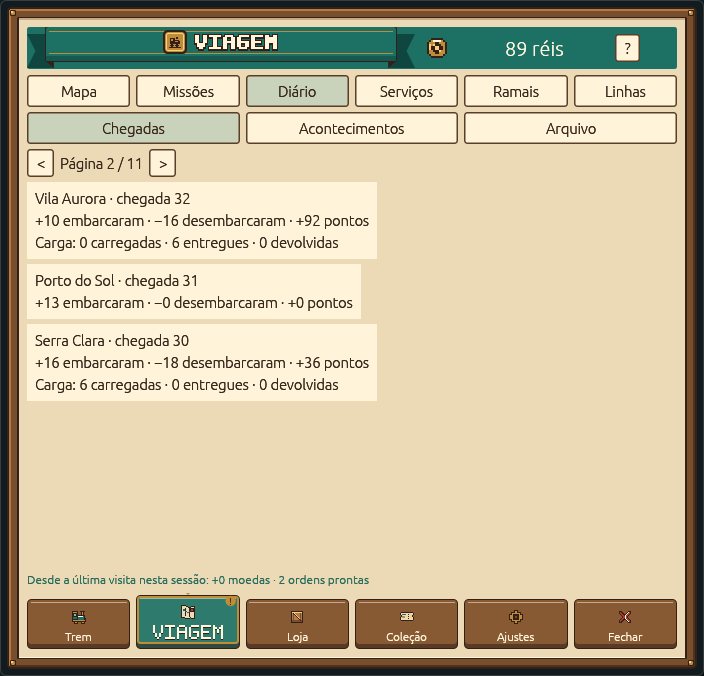 VIAGEM
89 réis
?
Mapa
Missões
Diário
Serviços
Ramais
Linhas
Chegadas
Acontecimentos
Arquivo
< Página 2 / 11 >
Vila Aurora · chegada 32
+10 embarcaram · −16 desembarcaram · +92 pontos
Carga: 0 carregadas · 6 entregues · 0 devolvidas
Porto do Sol · chegada 31
+13 embarcaram · −0 desembarcaram · +0 pontos
Serra Clara · chegada 30
+16 embarcaram · −18 desembarcaram · +36 pontos
Carga: 6 carregadas · 0 entregues · 0 devolvidas
Desde a última visita nesta sessão: +0 moedas · 2 ordens prontas
Trem
!
VIAGEM
Loja
Coleção
Ajustes
Fechar